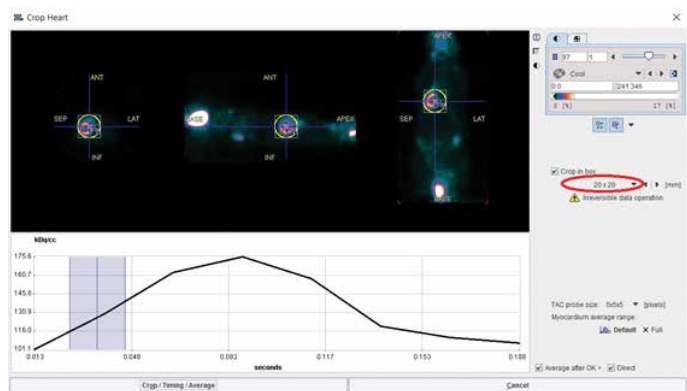 Crop Heart
ANT
SEP
LAT
INF
ANT
BASE
APEX
INF
APEX
SEP
LAT
BASE
97
1
Cool
0.0
241.345
0 [%]
17 [%]
Crop in box
20 x 20
[mm]
Irreversible data operation
kBq/cc
175.6
160.7
145.8
130.9
116.0
101.1
0.013
0.048
0.082
0.117
0.153
0.188
seconds
TAC probe size:
5x5x5
[pixels]
Myocardium average range:
Default
Full
Average after OK >
Direct
Crop / Timing / Average
Cancel